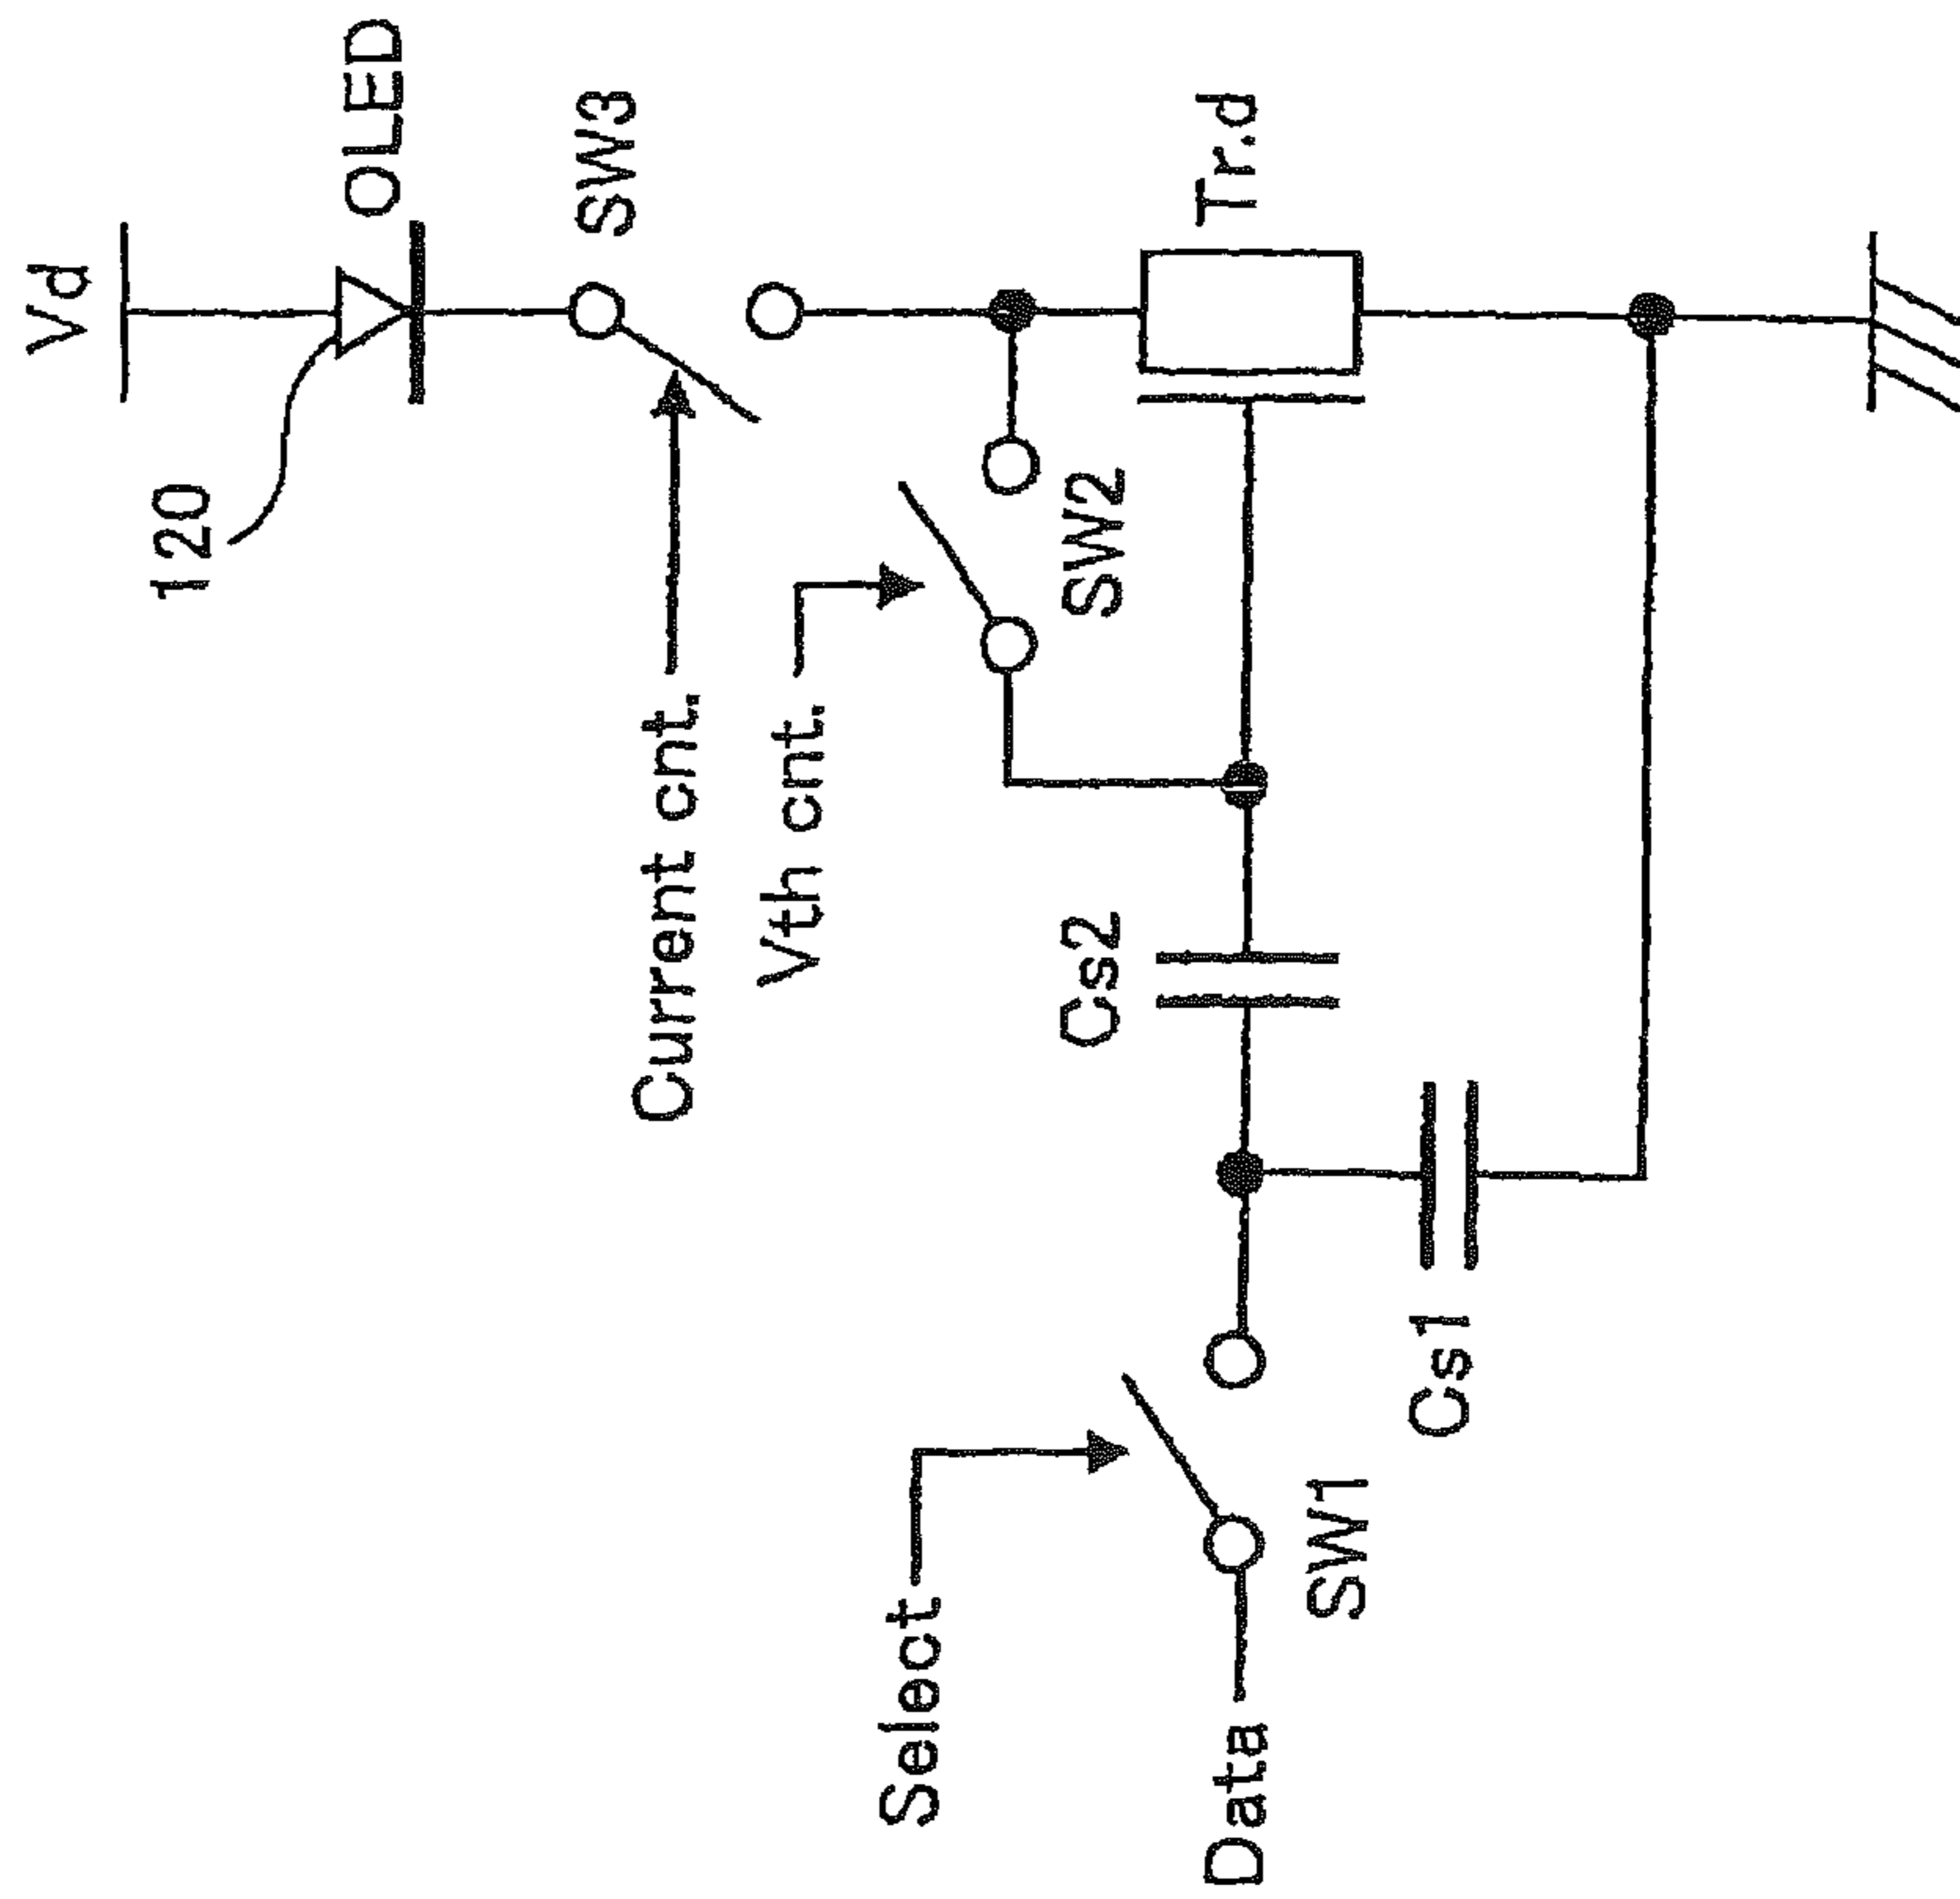 Vd
OLED
120
SW3
Current cnt.
Vth cnt.
SW2
Tr.d
Cs2
Select
Data
SW1
Cs1